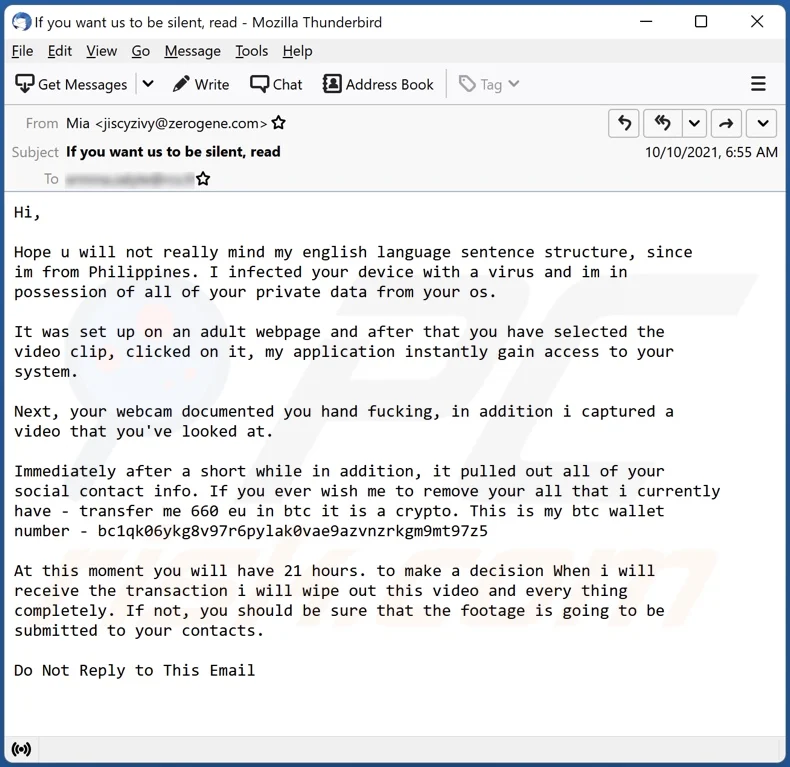 If you want us to be silent, read - Mozilla Thunderbird
File Edit View Go Message Tools Help
Get Messages Write Chat Address Book Tag
From Mia <jiscyzivy@zerogene.com>
Subject If you want us to be silent, read
10/10/2021, 6:55 AM
To
Hi,
Hope u will not really mind my english language sentence structure, since
im from Philippines. I infected your device with a virus and im in
possession of all of your private data from your os.
It was set up on an adult webpage and after that you have selected the
video clip, clicked on it, my application instantly gain access to your
system.
Next, your webcam documented you hand fucking, in addition i captured a
video that you've looked at.
Immediately after a short while in addition, it pulled out all of your
social contact info. If you ever wish me to remove your all that i currently
have - transfer me 660 eu in btc it is a crypto. This is my btc wallet
number - bc1qk06ykg8v97r6pylak0vae9azvnzrkgm9mt97z5
At this moment you will have 21 hours. to make a decision When i will
receive the transaction i will wipe out this video and every thing
completely. If not, you should be sure that the footage is going to be
submitted to your contacts.
Do Not Reply to This Email
PC
risk.com